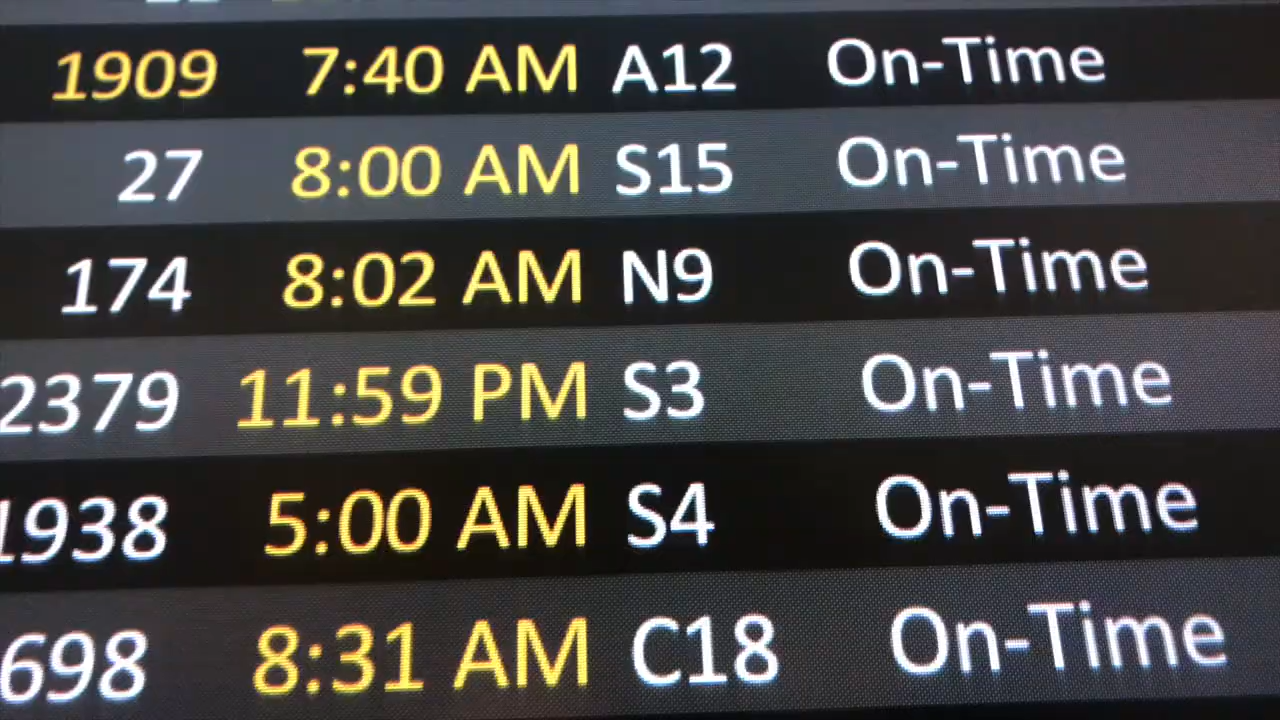 1909 7:40 AM A12 On-Time
27 8:00 AM S15 On-Time
174 8:02 AM N9 On-Time
2379 11:59 PM S3 On-Time
1938 5:00 AM S4 On-Time
698 8:31 AM C18 On-Time